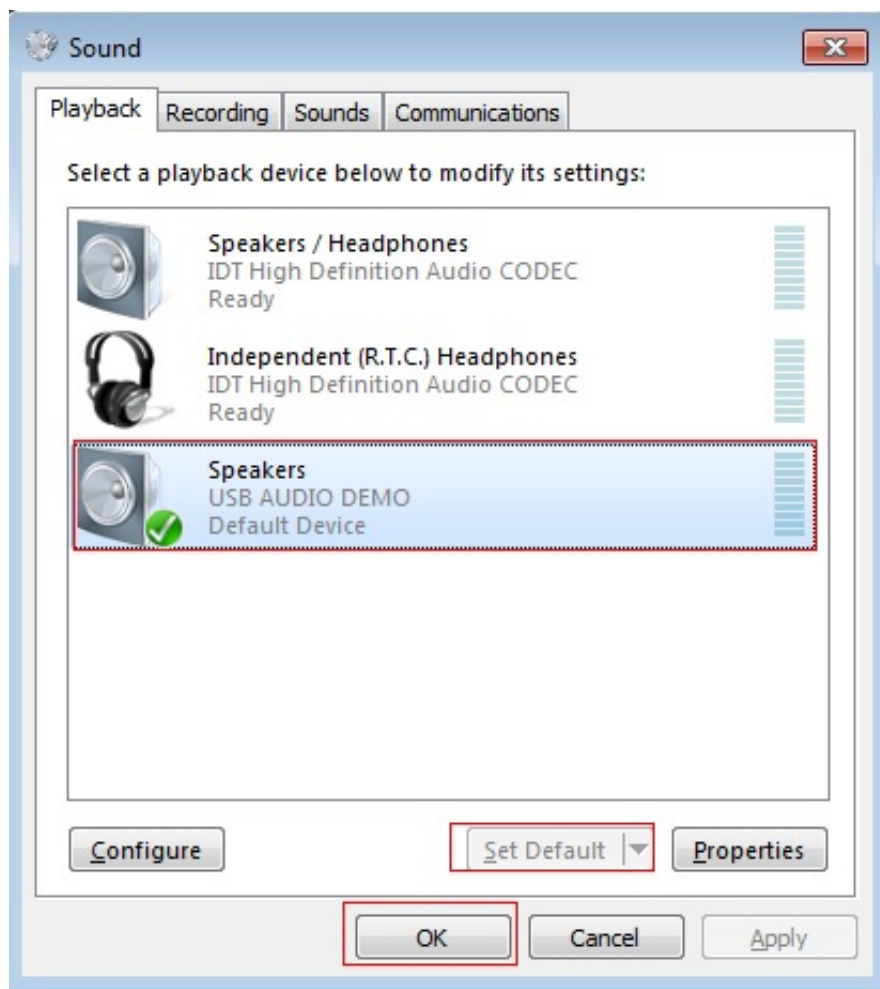 Sound
Playback Recording Sounds Communications
Select a playback device below to modify its settings:
Speakers / Headphones
IDT High Definition Audio CODEC
Ready
Independent (R.T.C.) Headphones
IDT High Definition Audio CODEC
Ready
Speakers
USB AUDIO DEMO
Default Device
Configure Set Default Properties
OK Cancel Apply